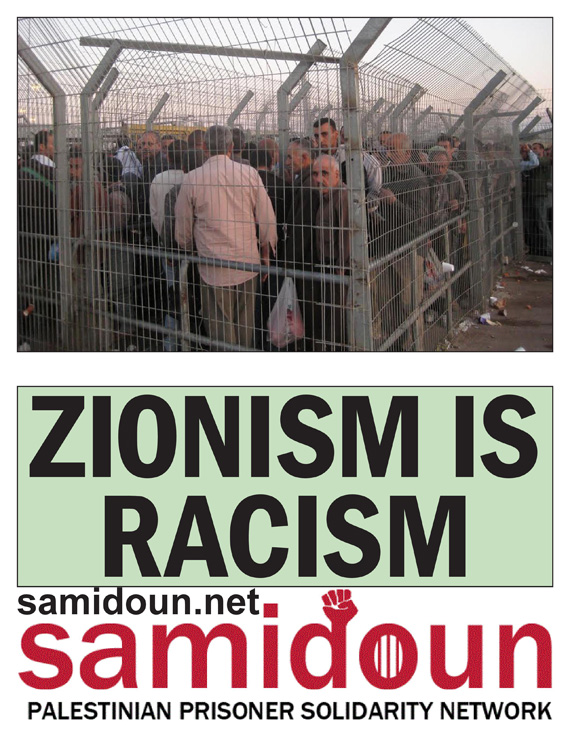 ZIONISM IS
RACISM
samidoun.net
samidoun
PALESTINIAN PRISONER SOLIDARITY NETWORK